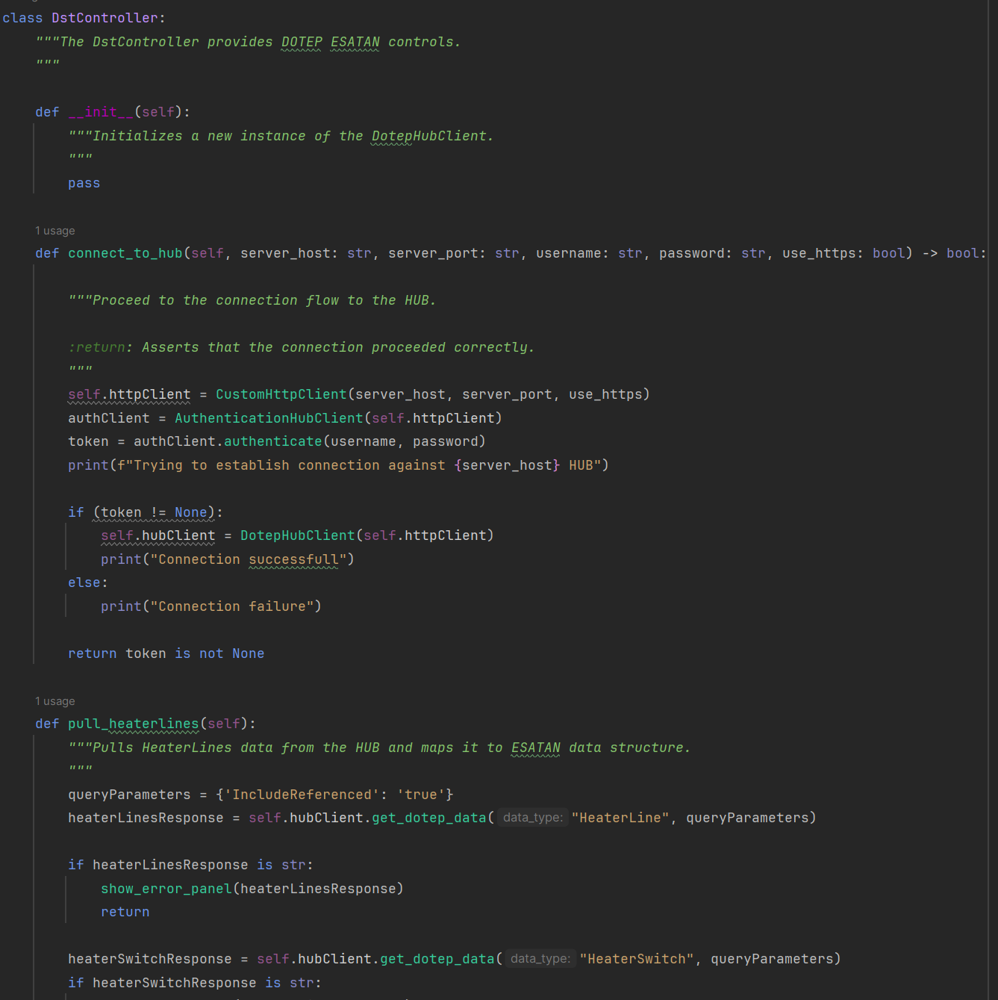 class DstController:
    """The DstController provides DOTEP ESATAN controls.
    """
    def __init__(self):
        """Initializes a new instance of the DotepHubClient.
        """
        pass
    1 usage
    def connect_to_hub(self, server_host: str, server_port: str, username: str, password: str, use_https: bool) -> bool:
        """Proceed to the connection flow to the HUB.
        :return: Asserts that the connection proceeded correctly.
        """
        self.httpClient = CustomHttpClient(server_host, server_port, use_https)
        authClient = AuthenticationHubClient(self.httpClient)
        token = authClient.authenticate(username, password)
        print(f"Trying to establish connection against {server_host} HUB")
        if (token != None):
            self.hubClient = DotepHubClient(self.httpClient)
            print("Connection successfull")
        else:
            print("Connection failure")
        return token is not None
    1 usage
    def pull_heaterlines(self):
        """Pulls HeaterLines data from the HUB and maps it to ESATAN data structure.
        """
        queryParameters = {'IncludeReferenced': 'true'}
        heaterLinesResponse = self.hubClient.get_dotep_data( data_type: "HeaterLine", queryParameters)
        if heaterLinesResponse is str:
            show_error_panel(heaterLinesResponse)
            return
        heaterSwitchResponse = self.hubClient.get_dotep_data( data_type: "HeaterSwitch", queryParameters)
        if heaterSwitchResponse is str: